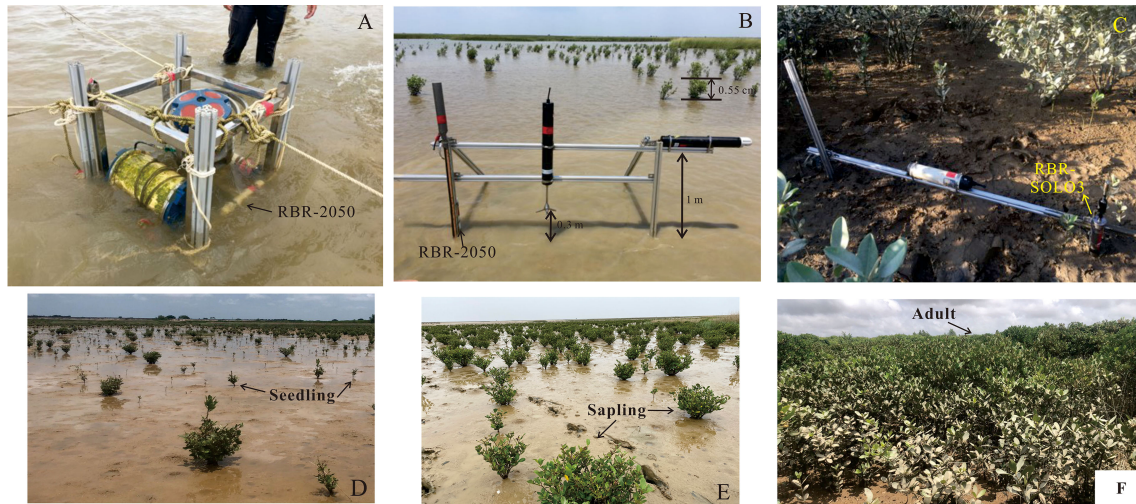 A
RBR-2050
B
0.55 cm
1 m
0.3 m
RBR-2050
C
RBR-
SOLO3
D
Seedling
E
Sapling
F
Adult